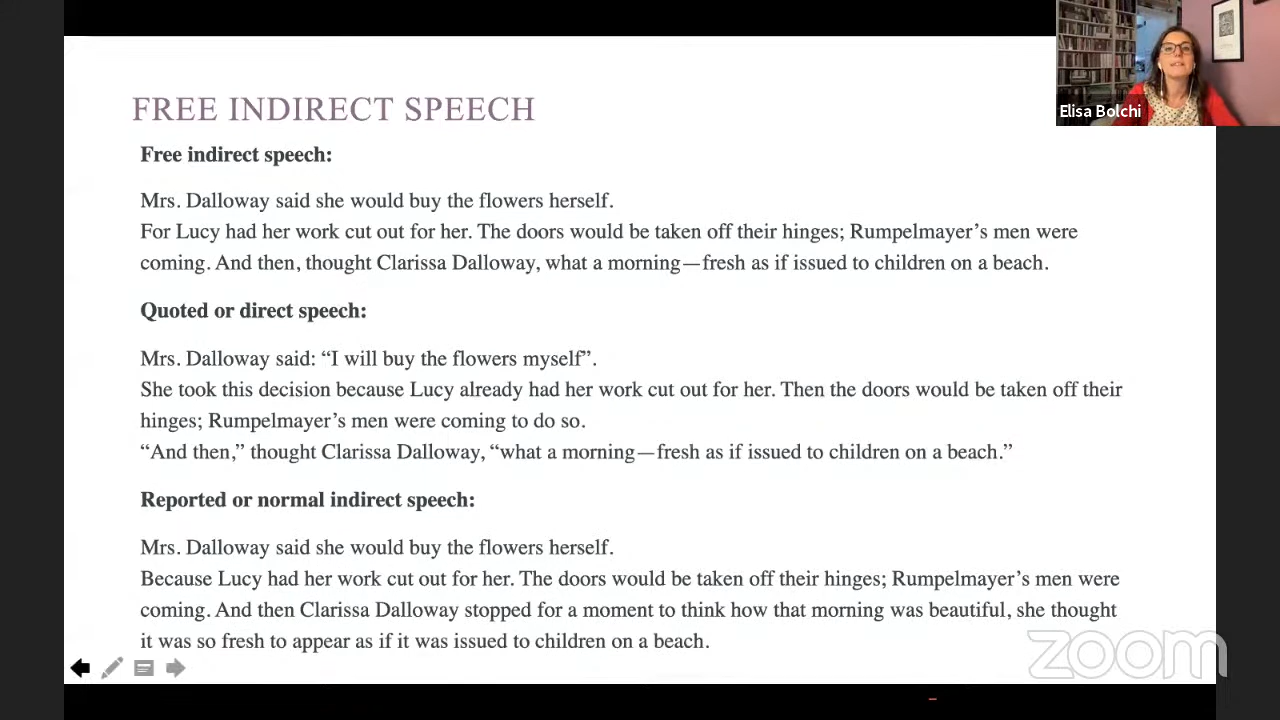 FREE INDIRECT SPEECH
Elisa Bolchi
Free indirect speech:
Mrs. Dalloway said she would buy the flowers herself.
For Lucy had her work cut out for her. The doors would be taken off their hinges; Rumpelmayer’s men were
coming. And then, thought Clarissa Dalloway, what a morning—fresh as if issued to children on a beach.
Quoted or direct speech:
Mrs. Dalloway said: “I will buy the flowers myself”.
She took this decision because Lucy already had her work cut out for her. Then the doors would be taken off their
hinges; Rumpelmayer’s men were coming to do so.
“And then,” thought Clarissa Dalloway, “what a morning—fresh as if issued to children on a beach.”
Reported or normal indirect speech:
Mrs. Dalloway said she would buy the flowers herself.
Because Lucy had her work cut out for her. The doors would be taken off their hinges; Rumpelmayer’s men were
coming. And then Clarissa Dalloway stopped for a moment to think how that morning was beautiful, she thought
it was so fresh to appear as if it was issued to children on a beach.
zoom